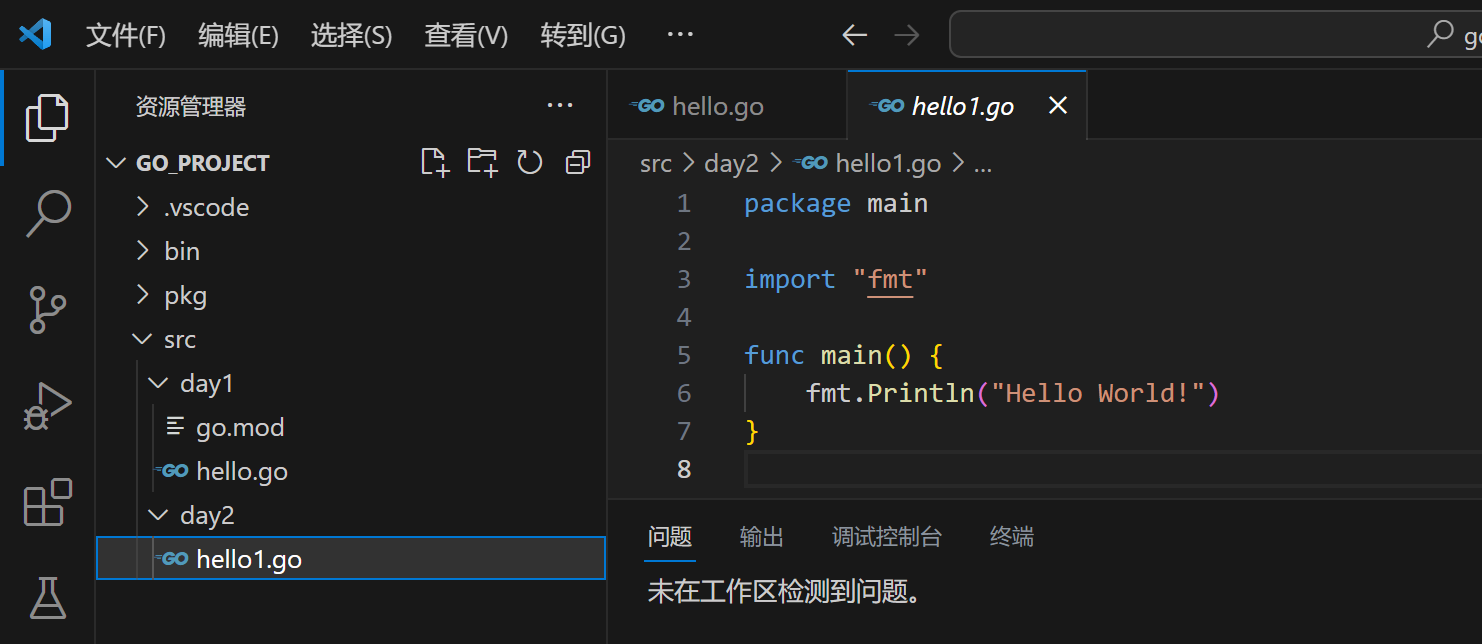 文件(F) 编辑(E) 选择(S) 查看(V) 转到(G) ···
资源管理器 ···
GO_PROJECT
.vscode
bin
pkg
src
day1
go.mod
GO hello.go
day2
GO hello1.go
GO hello.go GO hello1.go
src > day2 > GO hello1.go > ...
1 package main
2
3 import "fmt"
4
5 func main() {
6 fmt.Println("Hello World!")
7 }
8
问题 输出 调试控制台 终端
未在工作区检测到问题。